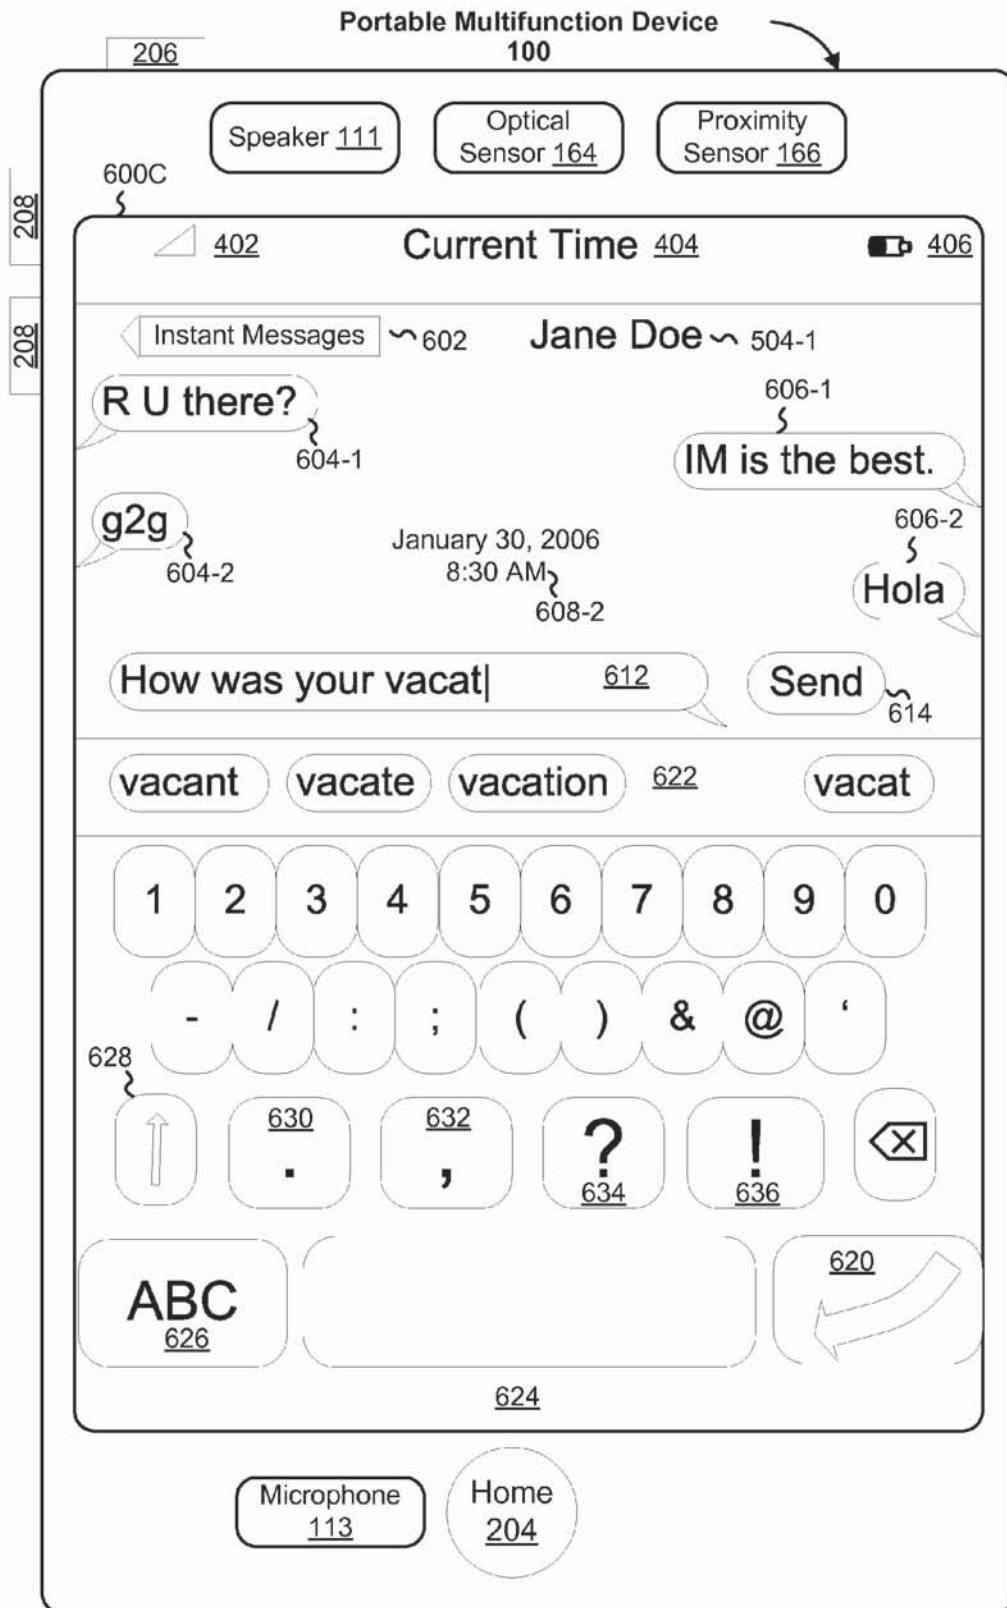 Portable Multifunction Device
100
206
Speaker 111
Optical
Sensor 164
Proximity
Sensor 166
600C
208
402
Current Time 404
406
208
Instant Messages
602
Jane Doe
504-1
R U there?
604-1
606-1
IM is the best.
g2g
604-2
January 30, 2006
8:30 AM
608-2
606-2
Hola
How was your vacat
612
Send
614
vacant
vacate
vacation
622
vacat
1 2 3 4 5 6 7 8 9 0
- / : ; ( ) & @ ‘
628
630
.
632
,
?
634
!
636
ABC
626
620
624
Microphone
113
Home
204